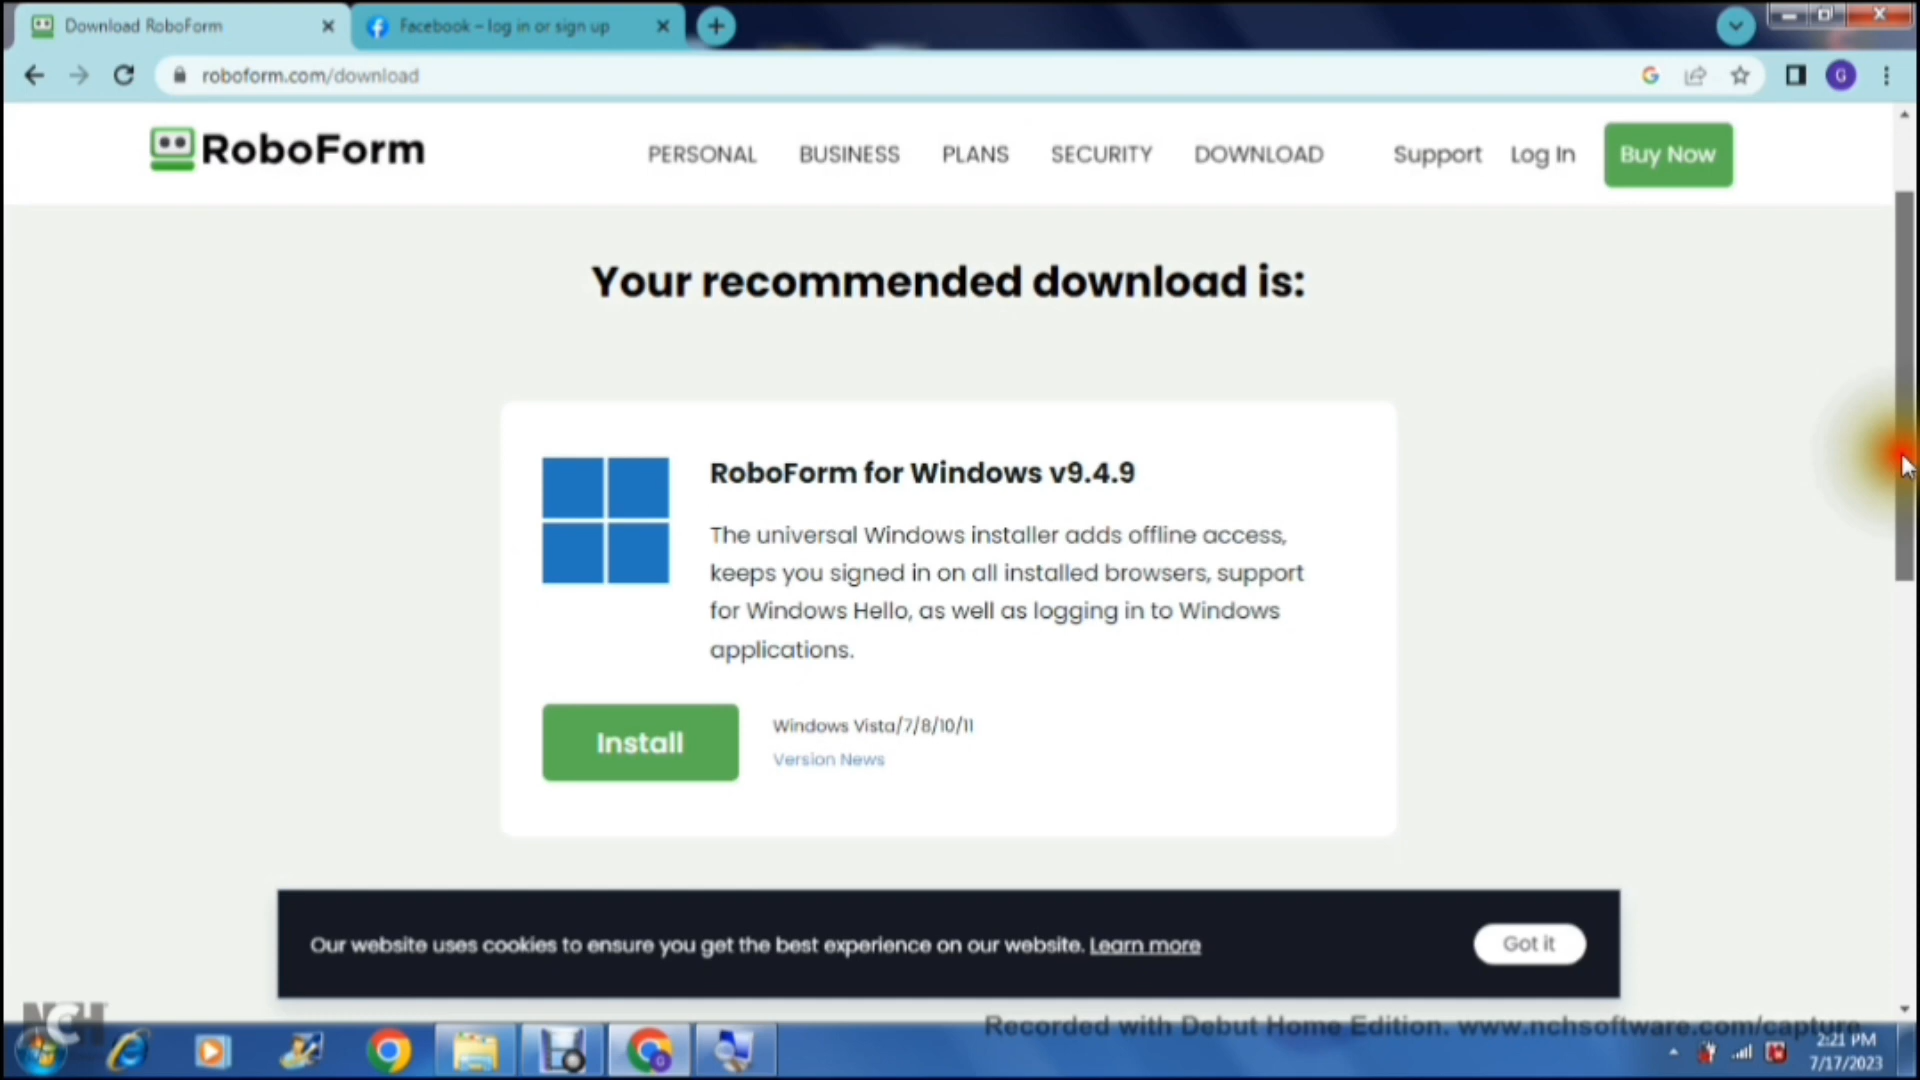 Download RoboForm
Facebook – log in or sign up
roboform.com/download
G
RoboForm
PERSONAL BUSINESS PLANS SECURITY DOWNLOAD Support Log In Buy Now
Your recommended download is:
RoboForm for Windows v9.4.9
The universal Windows installer adds offline access,
keeps you signed in on all installed browsers, support
for Windows Hello, as well as logging in to Windows
applications.
Install
Windows Vista/7/8/10/11
Version News
Our website uses cookies to ensure you get the best experience on our website. Learn more
Got it
NCH
Recorded with Debut Home Edition. www.nchsoftware.com/capture
2:21 PM
7/17/2023